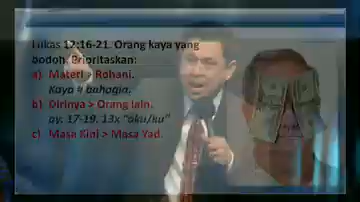 Lukas 12:16-21. Orang kaya yang
bodoh. Prioritaskan:
a) Materi > Rohani.
Kaya = bahagia.
b) Dirinya > Orang lain.
ay. 17-19. 13x "aku/ku"
c) Masa Kini > Masa Yad.